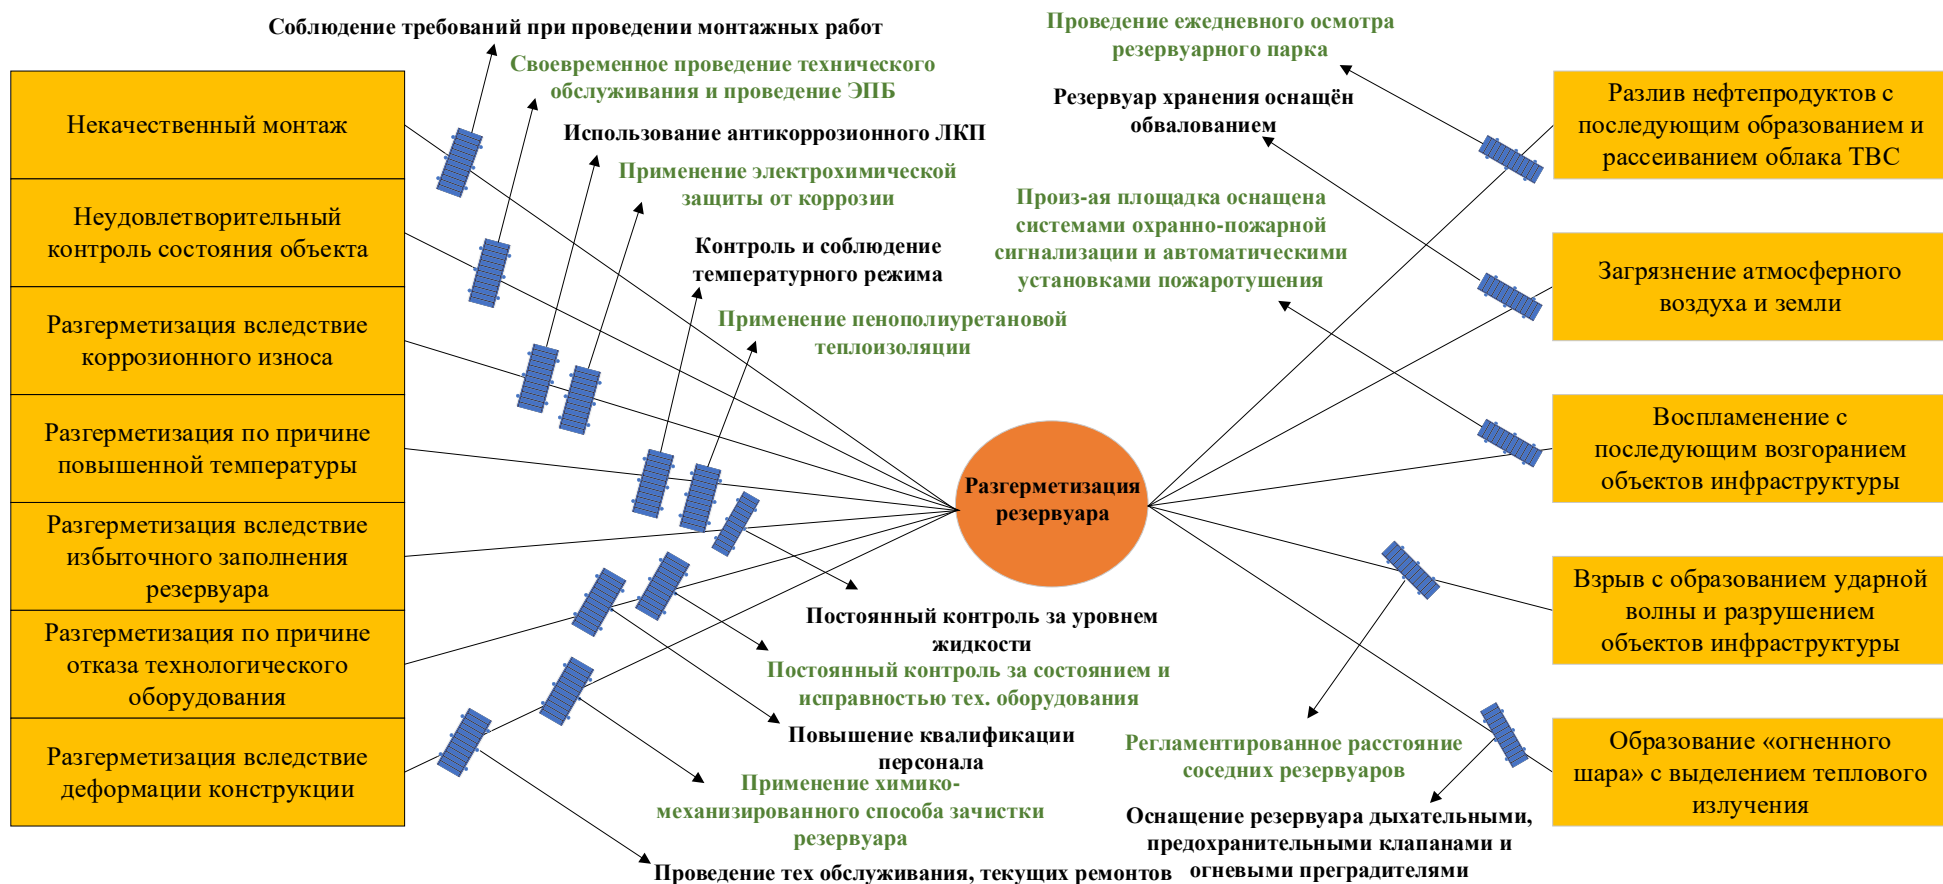 Соблюдение требований при проведении монтажных работ
Своевременное проведение технического
обслуживания и проведение ЭПБ
Использование антикоррозионного ЛКП
Применение электрохимической
защиты от коррозии
Контроль и соблюдение
температурного режима
Применение пенополиуретановой
теплоизоляции
Некачественный монтаж
Неудовлетворительный
контроль состояния объекта
Разгерметизация вследствие
коррозионного износа
Разгерметизация по причине
повышенной температуры
Разгерметизация вследствие
избыточного заполнения
резервуара
Разгерметизация по причине
отказа технологического
оборудования
Разгерметизация вследствие
деформации конструкции
Разгерметизация
резервуара
Постоянный контроль за уровнем
жидкости
Постоянный контроль за состоянием и
исправностью тех. оборудования
Повышение квалификации
персонала
Применение химико-
механизированного способа зачистки
резервуара
Проведение тех обслуживания, текущих ремонтов
Проведение ежедневного осмотра
резервуарного парка
Резервуар хранения оснащён
обвалованием
Произ-ая площадка оснащена
системами охранно-пожарной
сигнализации и автоматическими
установками пожаротушения
Регламентированное расстояние
соседних резервуаров
Оснащение резервуара дыхательными,
предохранительными клапанами и
огневыми преградителями
Разлив нефтепродуктов с
последующим образованием и
рассеиванием облака ТВС
Загрязнение атмосферного
воздуха и земли
Воспламенение с
последующим возгоранием
объектов инфраструктуры
Взрыв с образованием ударной
волны и разрушением
объектов инфраструктуры
Образование «огненного
шара» с выделением теплового
излучения